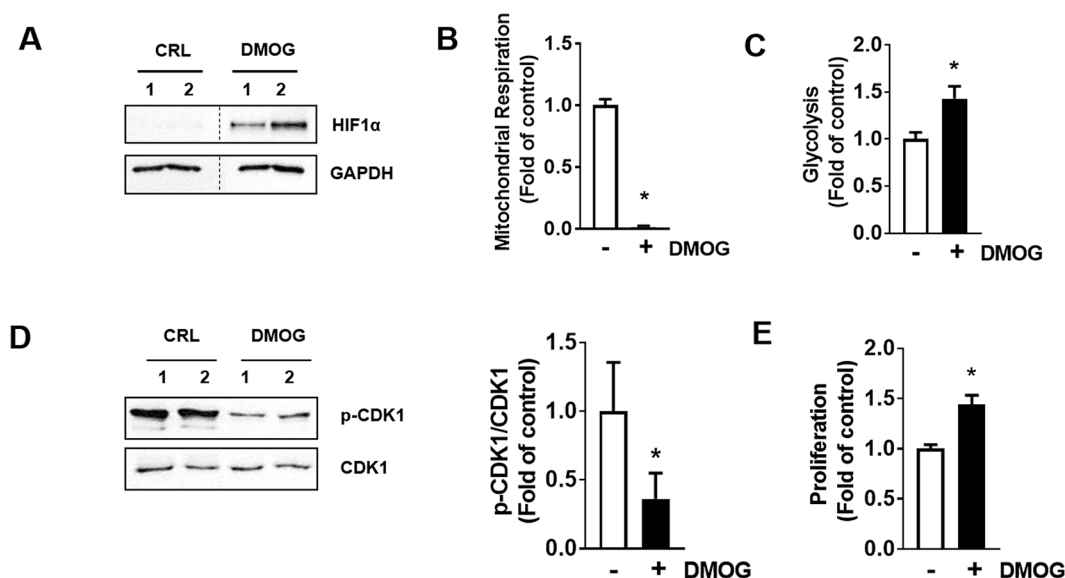 A
CRL DMOG
1 2 1 2
HIF1α
GAPDH
B
Mitochondrial Respiration
(Fold of control)
1.5
1.0
0.5
0.0
*
- + DMOG
C
Glycolysis
(Fold of control)
2.0
1.5
1.0
0.5
0.0
*
- + DMOG
D
CRL DMOG
1 2 1 2
p-CDK1
CDK1
p-CDK1/CDK1
(Fold of control)
1.5
1.0
0.5
0.0
*
- + DMOG
E
Proliferation
(Fold of control)
2.0
1.5
1.0
0.5
0.0
*
- + DMOG